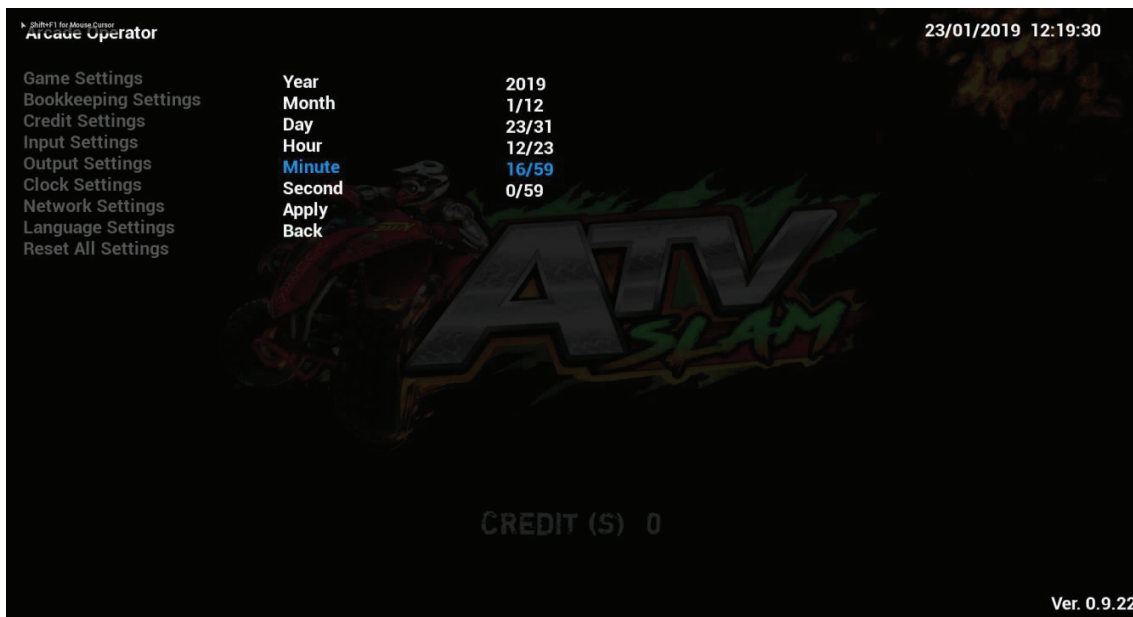 Shift+F1 for Mouse Cursor
Arcade Operator
23/01/2019 12:19:30
Game Settings
Bookkeeping Settings
Credit Settings
Input Settings
Output Settings
Clock Settings
Network Settings
Language Settings
Reset All Settings
Year 2019
Month 1/12
Day 23/31
Hour 12/23
Minute 16/59
Second 0/59
Apply
Back
ATV
SLAM
CREDIT (S) 0
Ver. 0.9.22